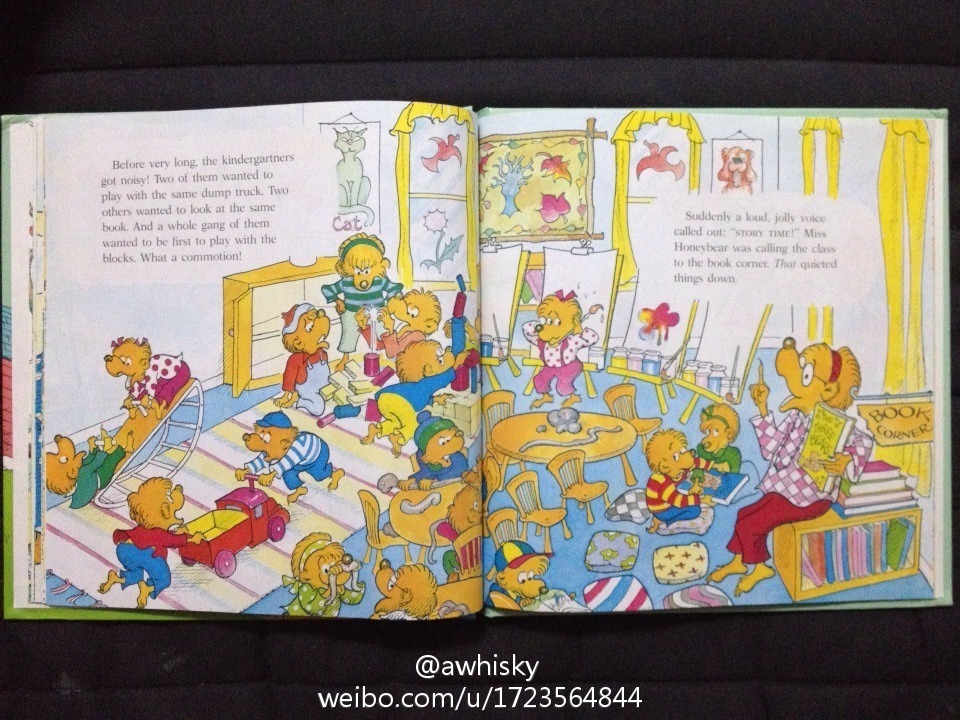 Before very long, the kindergartners
got noisy! Two of them wanted to
play with the same dump truck. Two
others wanted to look at the same
book. And a whole gang of them
wanted to be first to play with the
blocks. What a commotion!
Cat
Suddenly a loud, jolly voice
called out: "STORY TIME!" Miss
Honeybear was calling the class
to the book corner. That quieted
things down.
THREE
BEARS
BOOK
CORNER
@awhisky
weibo.com/u/1723564844